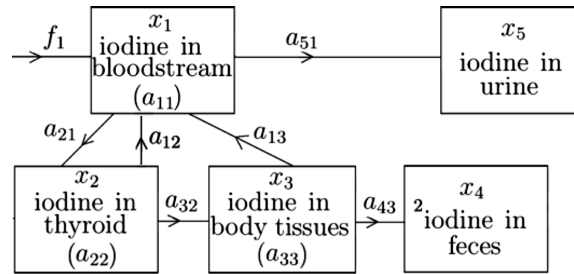 f₁
x₁
iodine in
bloodstream
(a₁₁)
a₅₁
x₅
iodine in
urine
a₂₁
a₁₂
a₁₃
x₂
iodine in
thyroid
(a₂₂)
a₃₂
x₃
iodine in
body tissues
(a₃₃)
a₄₃
x₄
²iodine in
feces